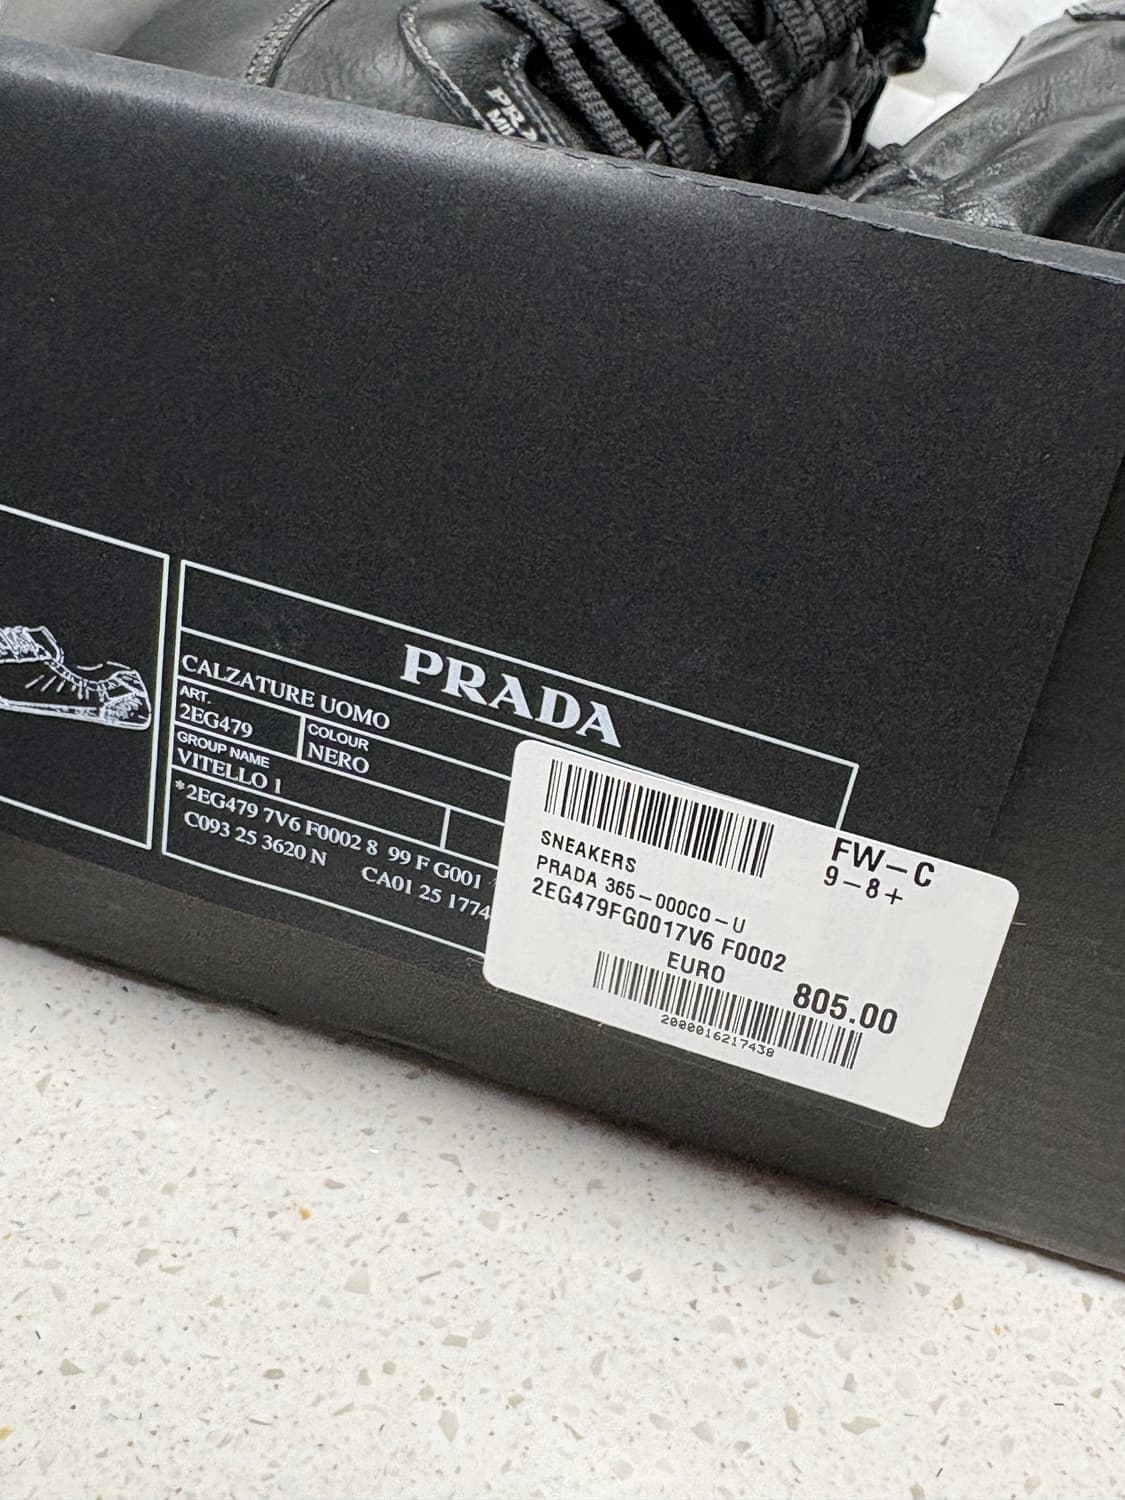 PRADA
CALZATURE UOMO
ART.
2EG479
COLOUR
NERO
GROUP NAME
VITELLO 1
*2EG479 7V6 F0002 8 99 F G001
C093 25 3620 N
CA01 25 1774
SNEAKERS
FW-C
PRADA 365-000CO-U
9-8+
2EG479FG0017V6 F0002
EURO
805.00
2000016217438